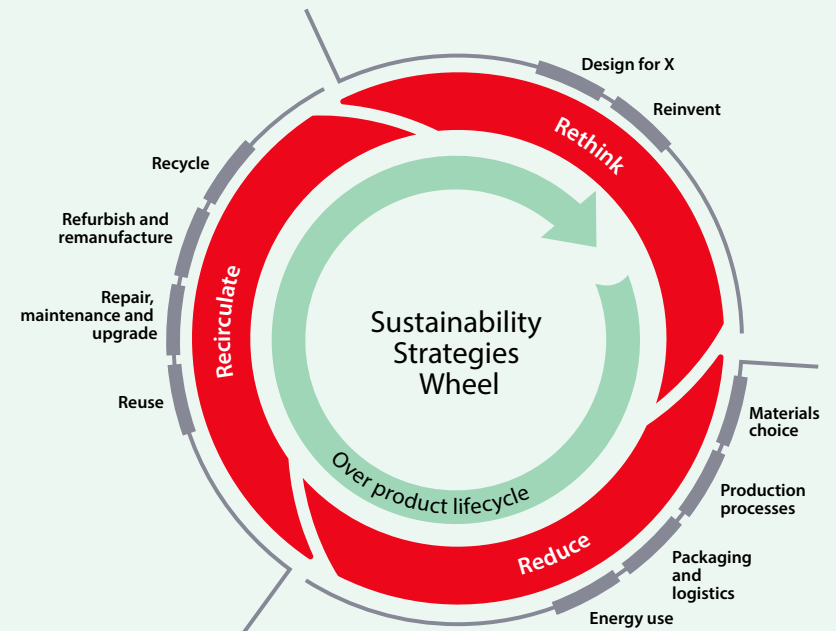 Design for X
Reinvent
Rethink
Recycle
Refurbish and
remanufacture
Repair,
maintenance and
upgrade
Reuse
Recirculate
Sustainability
Strategies
Wheel
Over product lifecycle
Materials
choice
Production
processes
Packaging
and
logistics
Energy use
Reduce